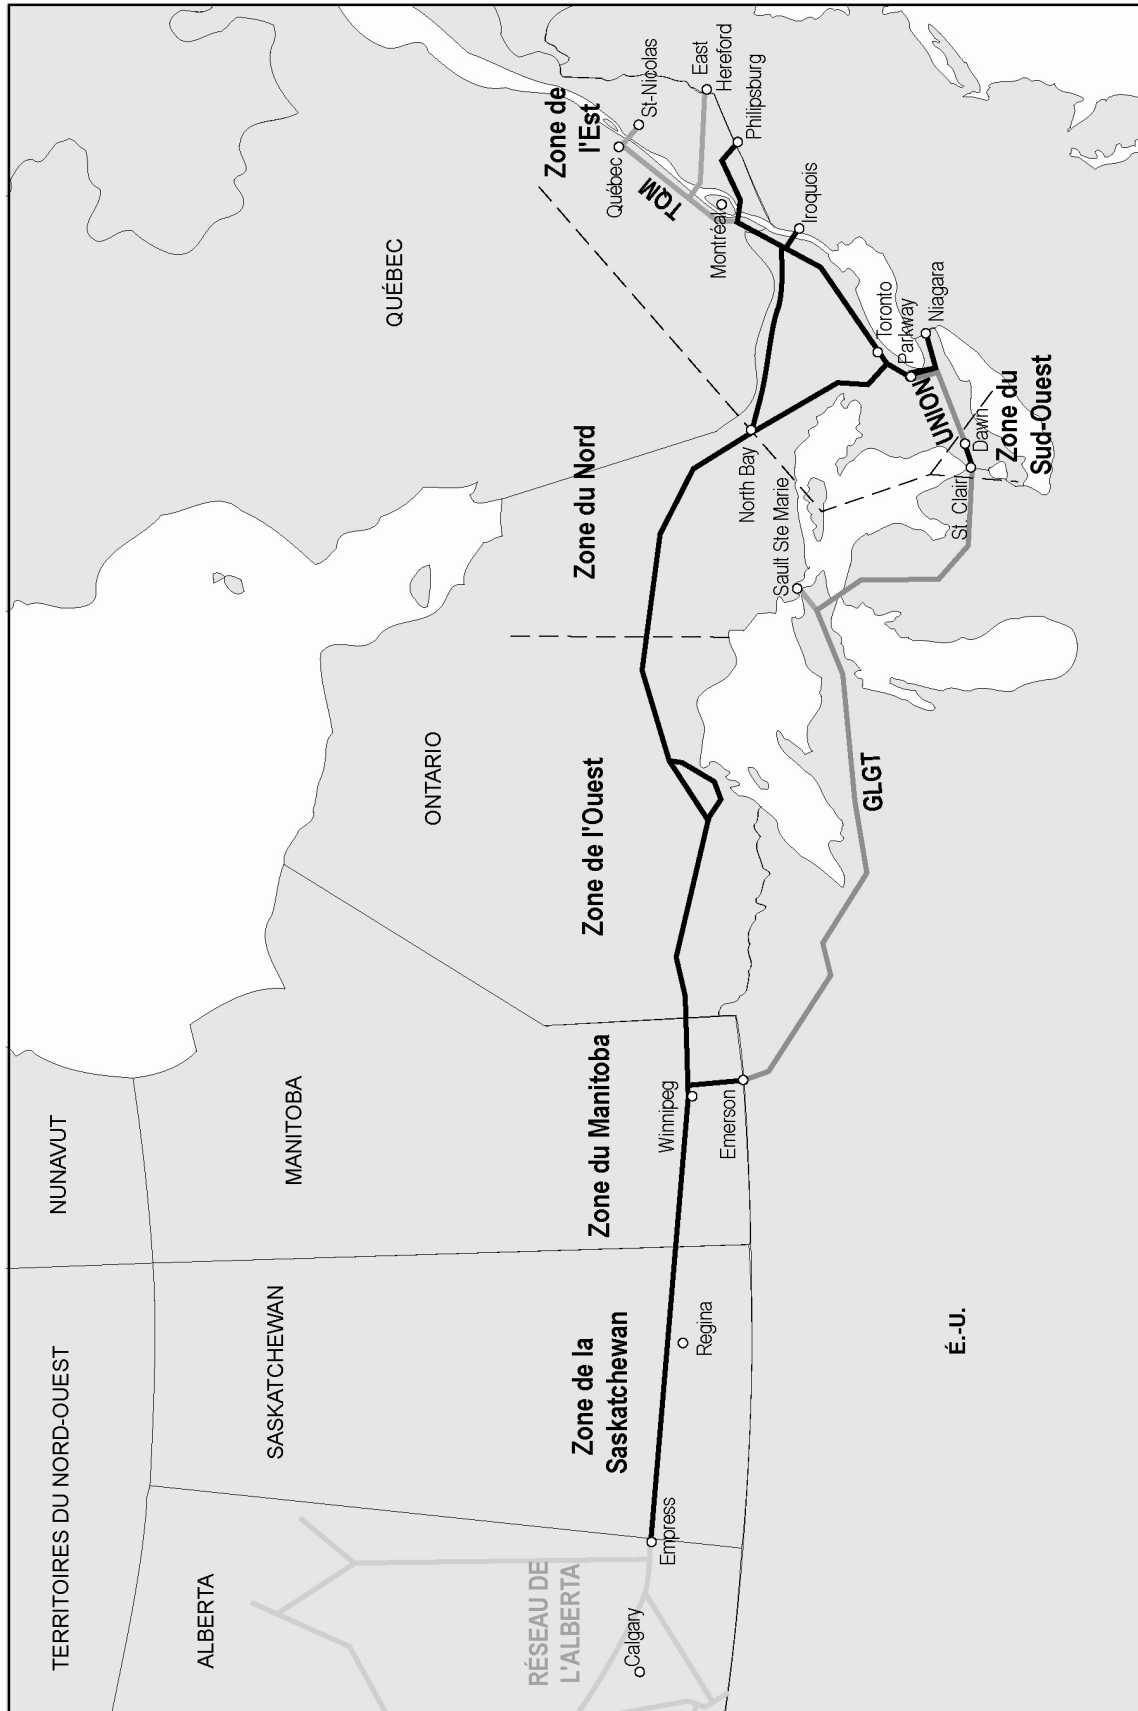 TERRITOIRES DU NORD-OUEST
NUNAVUT
ALBERTA
SASKATCHEWAN
MANITOBA
ONTARIO
QUÉBEC
RÉSEAU DE
L'ALBERTA
Zone de la
Saskatchewan
Zone du Manitoba
Zone de l'Ouest
Zone du Nord
Zone de
l'Est
Zone du
Sud-Ouest
Calgary
Empress
Regina
Winnipeg
Emerson
GLGT
Sault Ste Marie
North Bay
St. Clair
Dawn
UNION
Parkway
Toronto
Niagara
Iroquois
Montréal
TQM
Québec
St-Nicolas
East
Hereford
Philipsburg
É.-U.